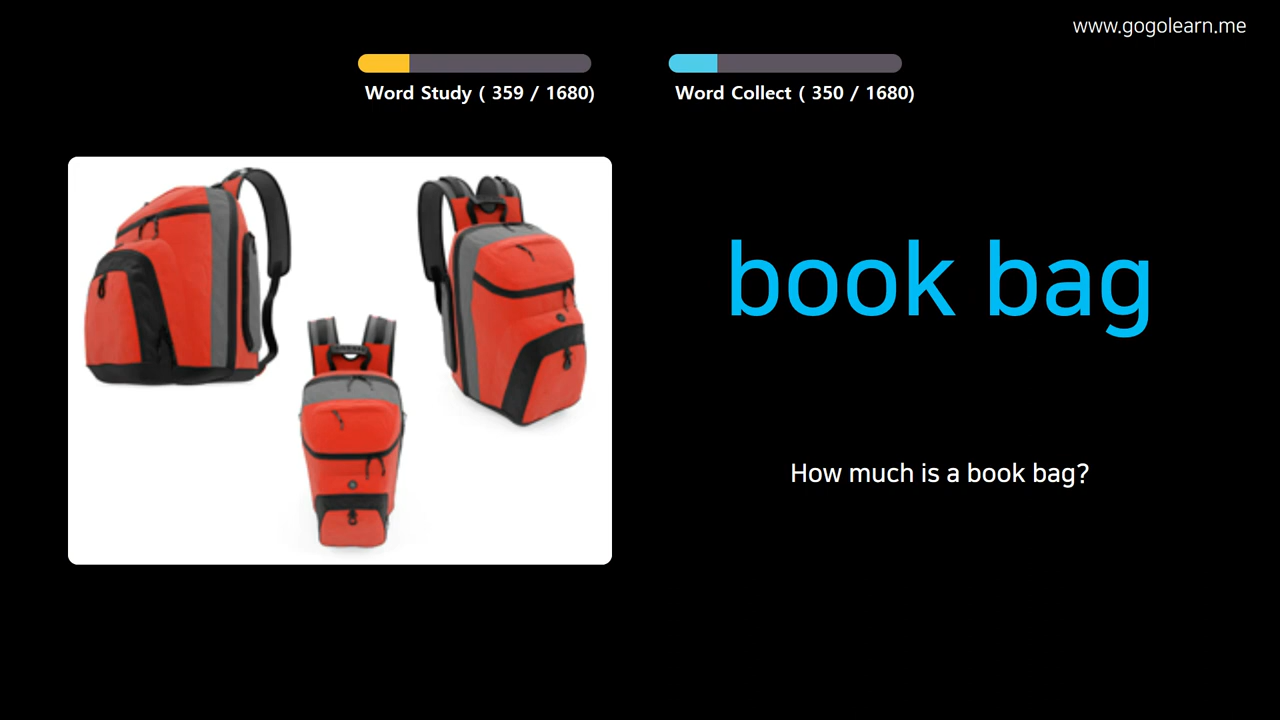 www.gogolearn.me
Word Study ( 359 / 1680)
Word Collect ( 350 / 1680)
book bag
How much is a book bag?